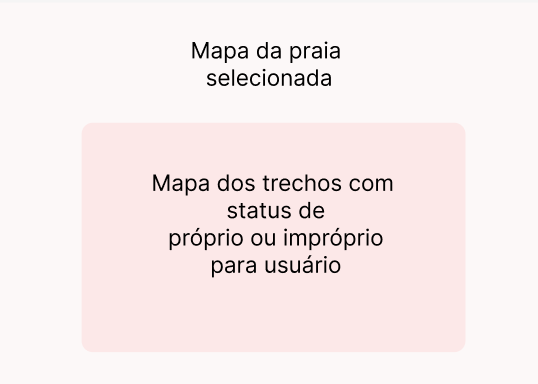 Mapa da praia
selecionada
Mapa dos trechos com
status de
próprio ou impróprio
para usuário